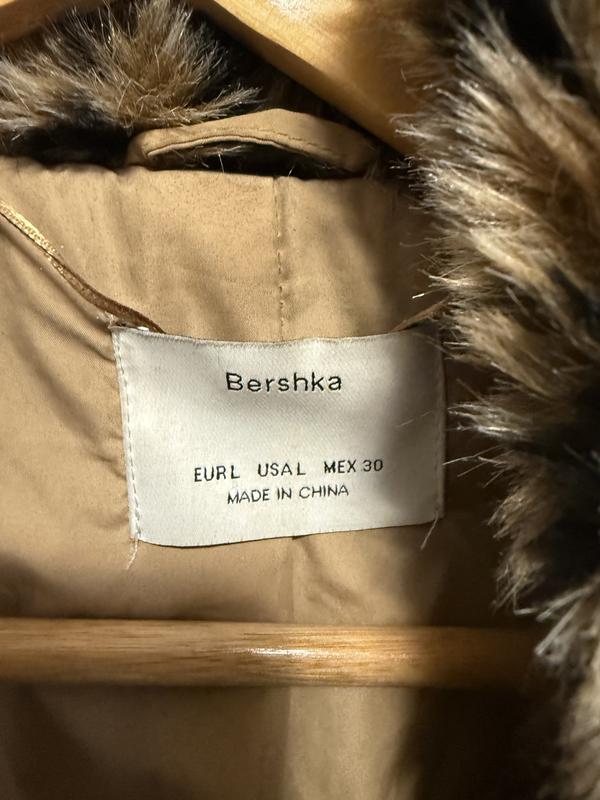 Bershka
EUR L USA L MEX 30
MADE IN CHINA